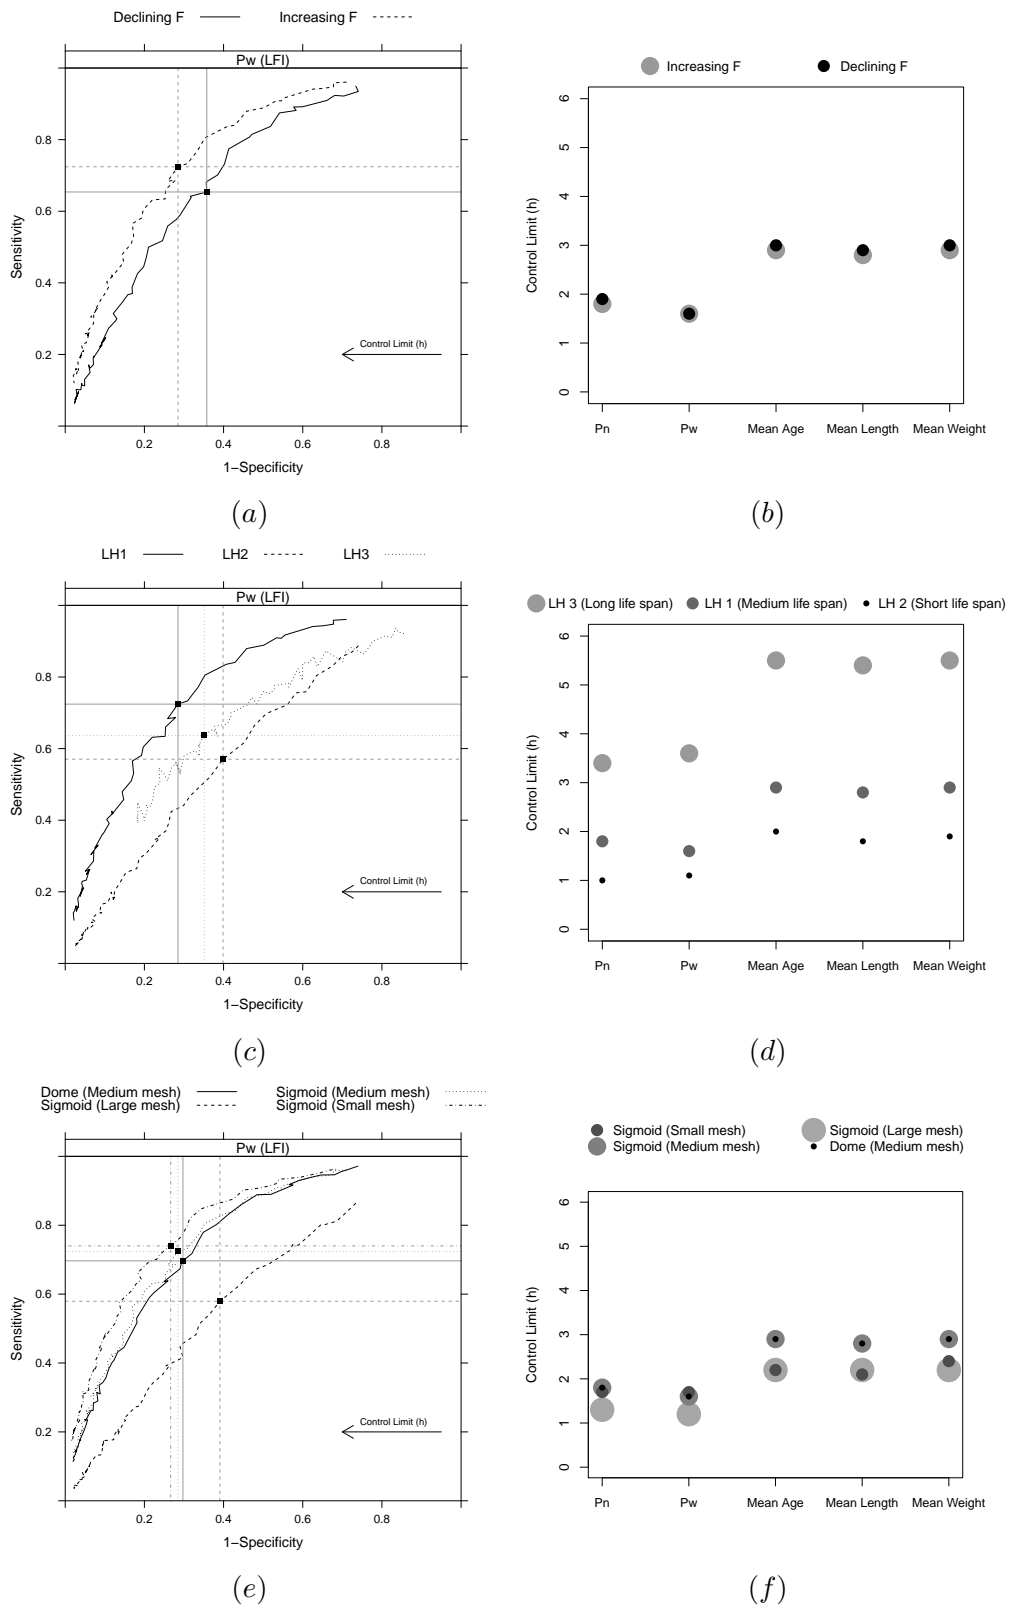 Declining F Increasing F
Pw (LFI)
Sensitivity
0.8
0.6
0.4
0.2
Control Limit (h)
0.2 0.4 0.6 0.8
1−Specificity
(a)
Increasing F Declining F
Control Limit (h)
6
5
4
3
2
1
0
Pn Pw Mean Age Mean Length Mean Weight
(b)
LH1 LH2 LH3
Pw (LFI)
Sensitivity
0.8
0.6
0.4
0.2
Control Limit (h)
0.2 0.4 0.6 0.8
1−Specificity
(c)
LH 3 (Long life span) LH 1 (Medium life span) LH 2 (Short life span)
Control Limit (h)
6
5
4
3
2
1
0
Pn Pw Mean Age Mean Length Mean Weight
(d)
Dome (Medium mesh) Sigmoid (Medium mesh)
Sigmoid (Large mesh) Sigmoid (Small mesh)
Pw (LFI)
Sensitivity
0.8
0.6
0.4
0.2
Control Limit (h)
0.2 0.4 0.6 0.8
1−Specificity
(e)
Sigmoid (Small mesh) Sigmoid (Large mesh)
Sigmoid (Medium mesh) Dome (Medium mesh)
Control Limit (h)
6
5
4
3
2
1
0
Pn Pw Mean Age Mean Length Mean Weight
(f)